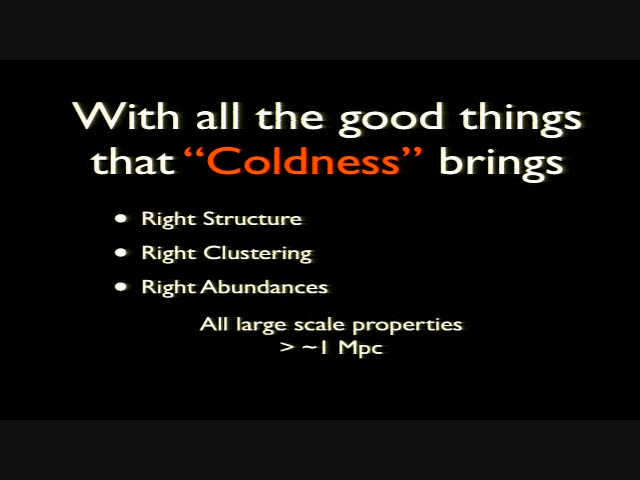 With all the good things
that “Coldness” brings
• Right Structure
• Right Clustering
• Right Abundances
All large scale properties
> ~1 Mpc